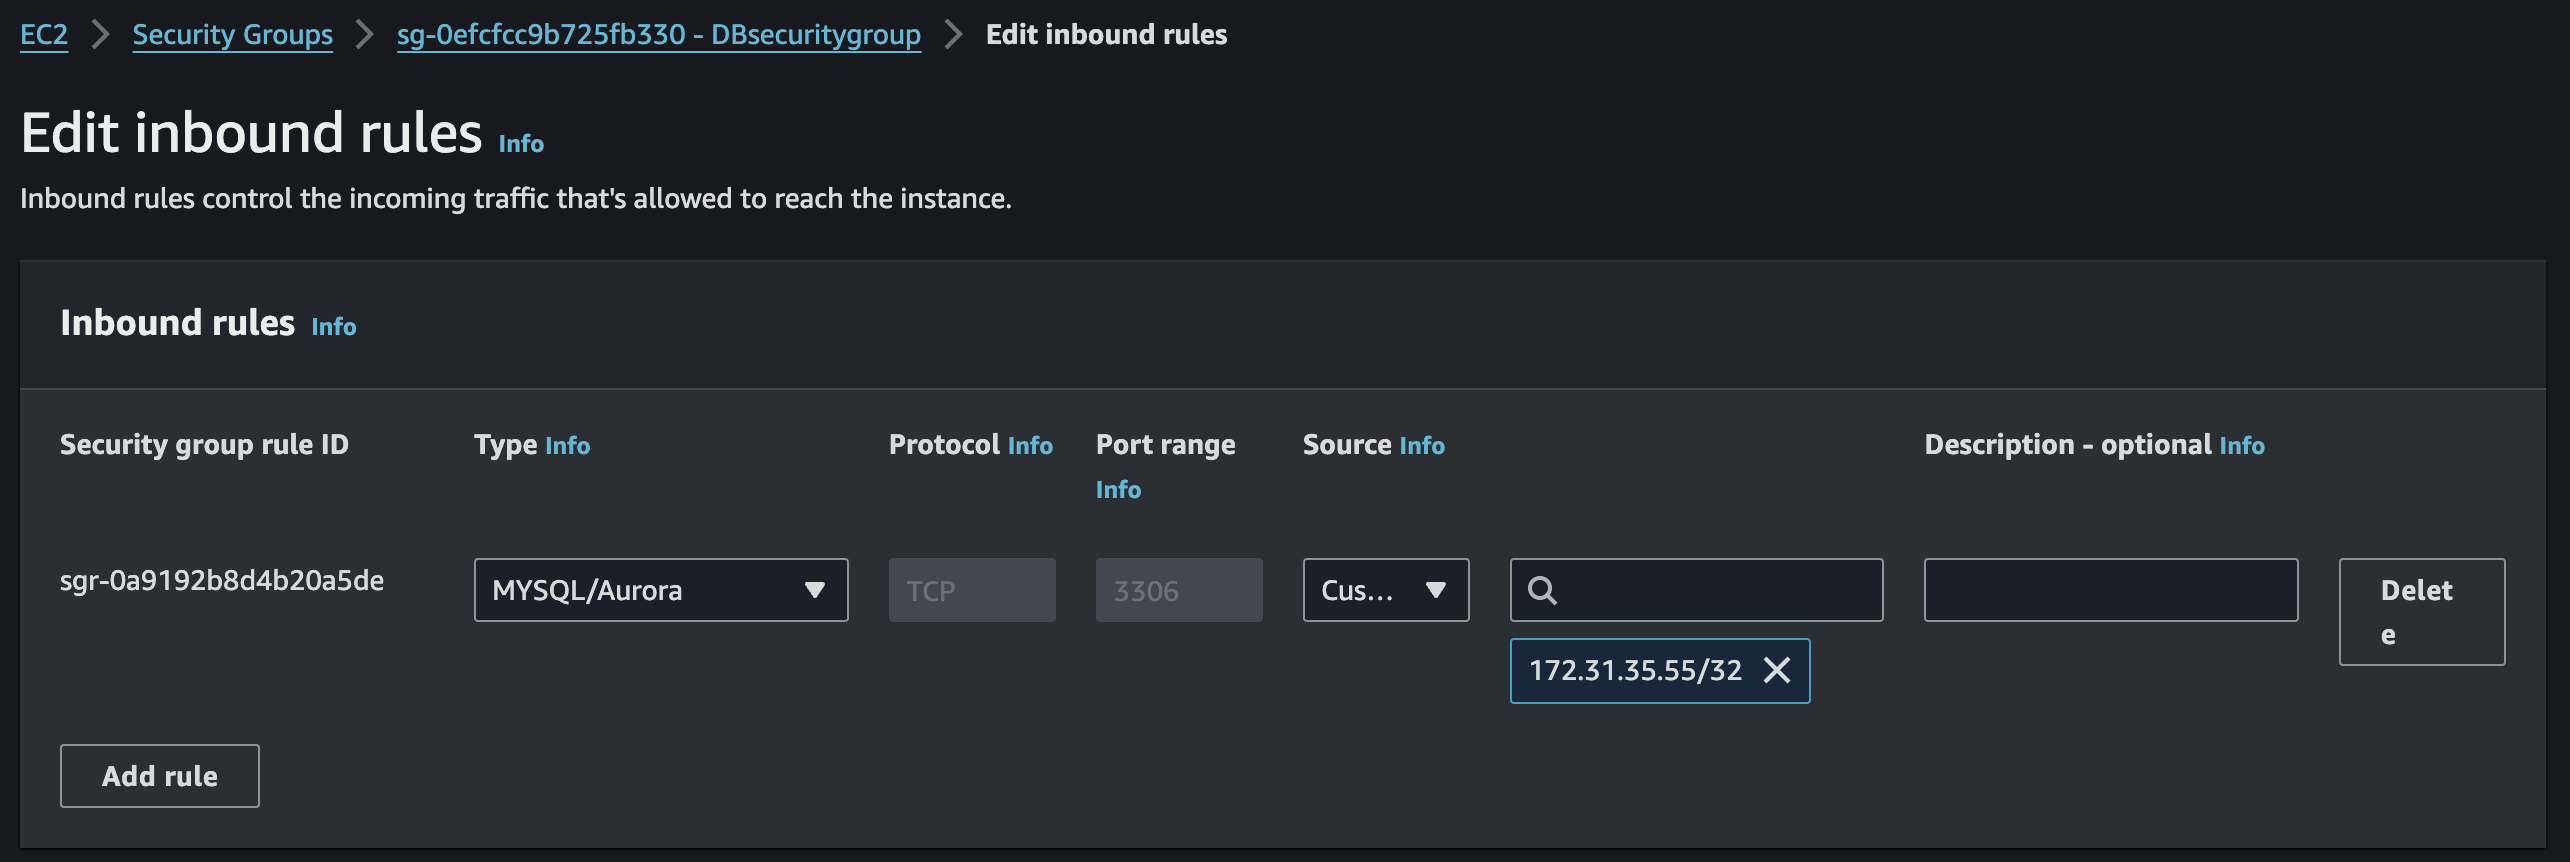 EC2 Security Groups sg-0efcfcc9b725fb330 - DBsecuritygroup Edit inbound rules
Edit inbound rules Info
Inbound rules control the incoming traffic that's allowed to reach the instance.
Inbound rules Info
Security group rule ID Type Info Protocol Info Port range Info Source Info Description - optional Info
sgr-0a9192b8d4b20a5de MYSQL/Aurora TCP 3306 Cus... Delete
172.31.35.55/32
Add rule